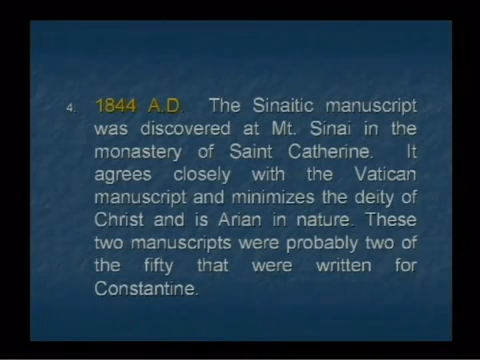 4. 1844 A.D. The Sinaitic manuscript
was discovered at Mt. Sinai in the
monastery of Saint Catherine. It
agrees closely with the Vatican
manuscript and minimizes the deity of
Christ and is Arian in nature. These
two manuscripts were probably two of
the fifty that were written for
Constantine.